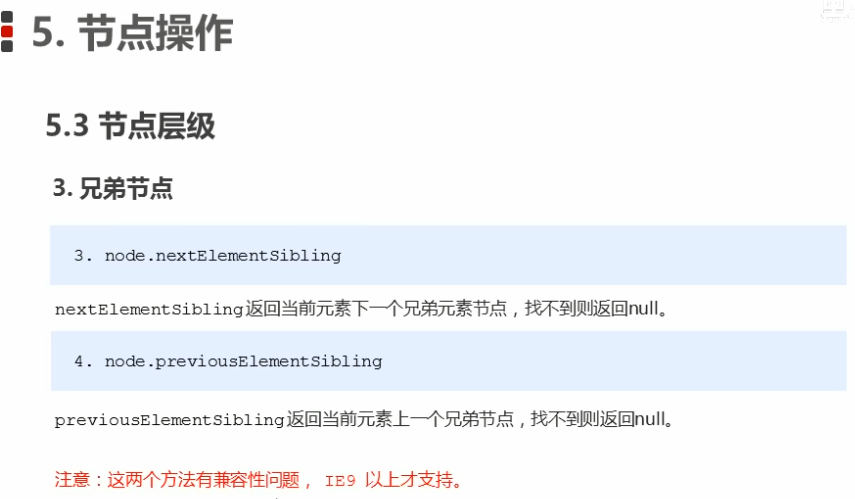 5. 节点操作
5.3 节点层级
3. 兄弟节点
3. node.nextElementSibling
nextElementSibling返回当前元素下一个兄弟元素节点，找不到则返回null。
4. node.previousElementSibling
previousElementSibling返回当前元素上一个兄弟节点，找不到则返回null。
注意：这两个方法有兼容性问题， IE9 以上才支持。